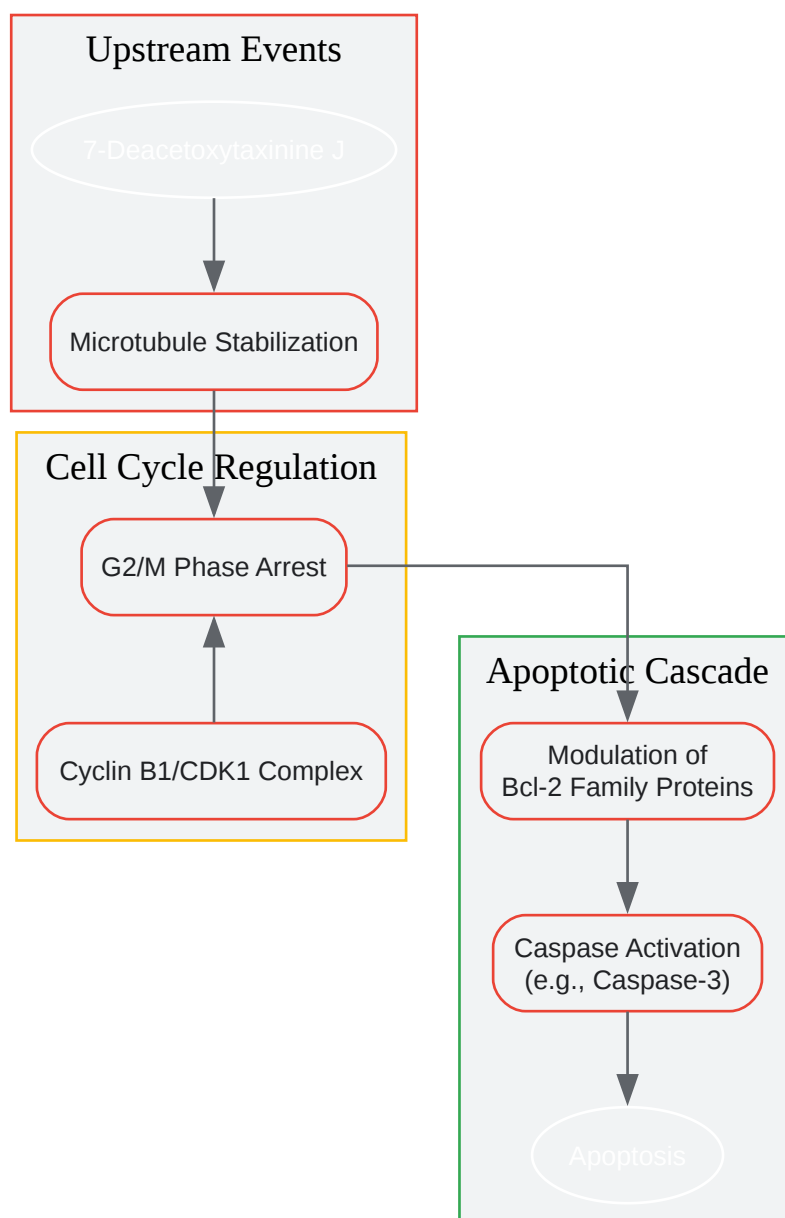 Upstream Events
7-Deacetoxytaxinine J
Microtubule Stabilization
Cell Cycle Regulation
G2/M Phase Arrest
Cyclin B1/CDK1 Complex
Apoptotic Cascade
Modulation of
Bcl-2 Family Proteins
Caspase Activation
(e.g., Caspase-3)
Apoptosis